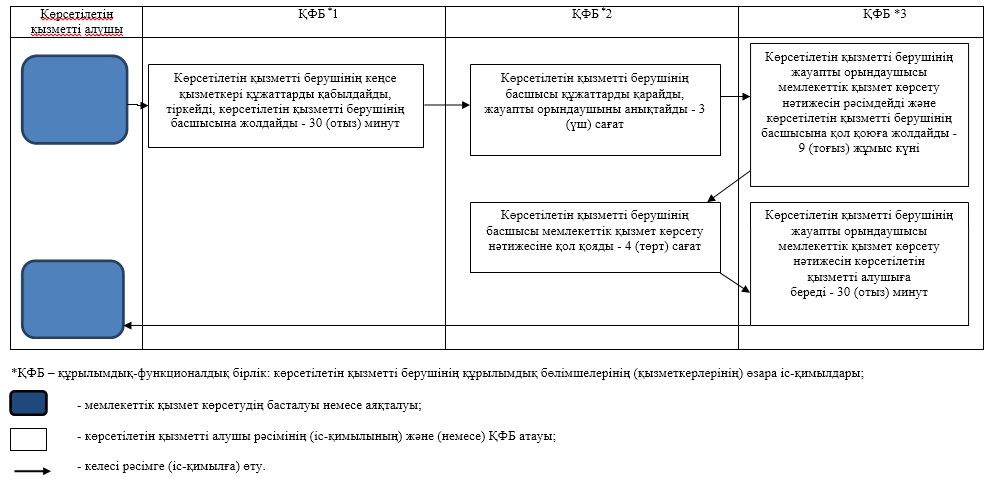 Көрсетілетін
қызметті алушы
ҚФБ *1
ҚФБ *2
ҚФБ *3
Көрсетілетін қызметті берушінің кеңсе
қызметкері құжаттарды қабылдайды,
тіркейді, көрсетілетін қызметті берушінің
басшысына жолдайды - 30 (отыз) минут
Көрсетілетін қызметті берушінің
басшысы құжаттарды қарайды,
жауапты орындаушыны анықтайды - 3
(үш) сағат
Көрсетілетін қызметті берушінің
жауапты орындаушысы
мемлекеттік қызмет көрсету
нәтижесін рәсімдейді және
көрсетілетін қызметті берушінің
басшысына қол қоюға жолдайды -
9 (тоғыз) жұмыс күні
Көрсетілетін қызметті берушінің
басшысы мемлекеттік қызмет көрсету
нәтижесіне қол қояды - 4 (төрт) сағат
Көрсетілетін қызметті берушінің
жауапты орындаушысы
мемлекеттік қызмет көрсету
нәтижесін көрсетілетін
қызметті алушыға
береді - 30 (отыз) минут
*ҚФБ – құрылымдық-функционалдық бірлік: көрсетілетін қызметті берушінің құрылымдық бөлімшелерінің (қызметкерлерінің) өзара іс-қимылдары;
- мемлекеттік қызмет көрсетудің басталуы немесе аяқталуы;
- көрсетілетін қызметті алушы рәсімінің (іс-қимылының) және (немесе) ҚФБ атауы;
- келесі рәсімге (іс-қимылға) өту.